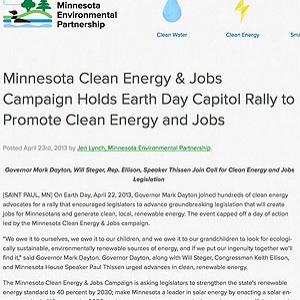 Minnesota
Environmental
Partnership
Clean Water
Clean Energy
Sma
Minnesota Clean Energy & Jobs
Campaign Holds Earth Day Capitol Rally to
Promote Clean Energy and Jobs
Posted April 23rd, 2013 by Jen Lynch, Minnesota Environmental Partnership.
Governor Mark Dayton, Will Steger, Rep. Ellison, Speaker Thissen Join Call for Clean Energy and Jobs
Legislation
[SAINT PAUL, MN] On Earth Day, April 22, 2013, Governor Mark Dayton joined hundreds of clean energy
advocates for a rally that encouraged legislators to advance groundbreaking legislation that will create
jobs for Minnesotans and generate clean, local, renewable energy. The event capped off a day of action
led by the Minnesota Clean Energy & Jobs campaign.
"We owe it to ourselves, we owe it to our children, and we owe it to our grandchildren to look for ecologi-
cally sustainable, environmentally renewable sources of energy, and if we put our ingenuity together we'll
find it," said Governor Mark Dayton. Governor Dayton, along with Will Steger, Congressman Keith Ellison,
and Minnesota House Speaker Paul Thissen urged advances in clean, renewable energy.
The Minnesota Clean Energy & Jobs Campaign is asking legislators to strengthen the state's renewable
energy standard to 40 percent by 2030; make Minnesota a leader in solar energy by enacting a solar en-